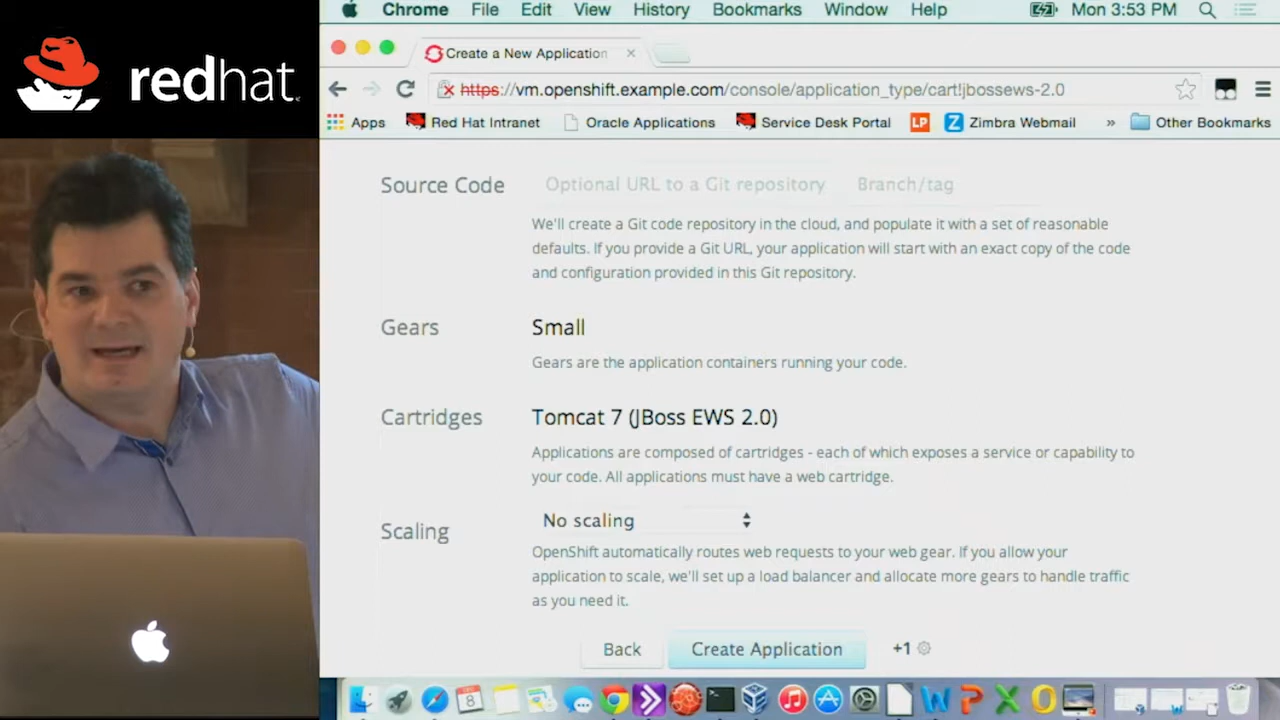 redhat
Chrome File Edit View History Bookmarks Window Help Mon 3:53 PM
Create a New Application
https://vm.openshift.example.com/console/application_type/cart!jbossews-2.0
Apps Red Hat Intranet Oracle Applications Service Desk Portal LP Zimbra Webmail » Other Bookmarks
Source Code Optional URL to a Git repository Branch/tag
We'll create a Git code repository in the cloud, and populate it with a set of reasonable
defaults. If you provide a Git URL, your application will start with an exact copy of the code
and configuration provided in this Git repository.
Gears Small
Gears are the application containers running your code.
Cartridges Tomcat 7 (JBoss EWS 2.0)
Applications are composed of cartridges - each of which exposes a service or capability to
your code. All applications must have a web cartridge.
Scaling No scaling
OpenShift automatically routes web requests to your web gear. If you allow your
application to scale, we'll set up a load balancer and allocate more gears to handle traffic
as you need it.
Back Create Application +1
8